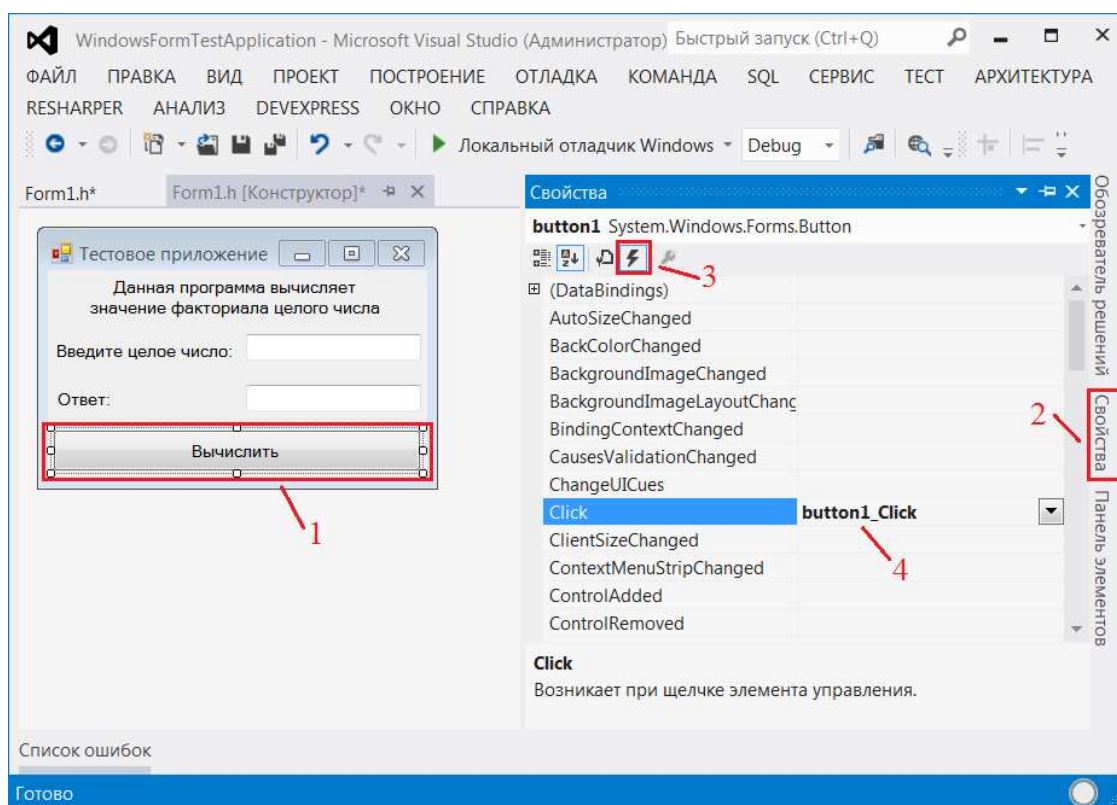 WindowsFormTestApplication - Microsoft Visual Studio (Администратор) Быстрый запуск (Ctrl+Q)
ФАЙЛ ПРАВКА ВИД ПРОЕКТ ПОСТРОЕНИЕ ОТЛАДКА КОМАНДА SQL СЕРВИС ТЕСТ АРХИТЕКТУРА
RESHARPER АНАЛИЗ DEVEXPRESS ОКНО СПРАВКА
Локальный отладчик Windows Debug
Form1.h* Form1.h [Конструктор]*
Тестовое приложение
Данная программа вычисляет
значение факториала целого числа
Введите целое число:
Ответ:
Вычислить
1
Свойства
button1 System.Windows.Forms.Button
3
(DataBindings)
AutoSizeChanged
BackColorChanged
BackgroundImageChanged
BackgroundImageLayoutChang
BindingContextChanged
CausesValidationChanged
ChangeUICues
Click button1_Click
ClientSizeChanged
ContextMenuStripChanged
4
ControlAdded
ControlRemoved
Click
Возникает при щелчке элемента управления.
Обозреватель решений
2
Свойства
Панель элементов
Список ошибок
Готово